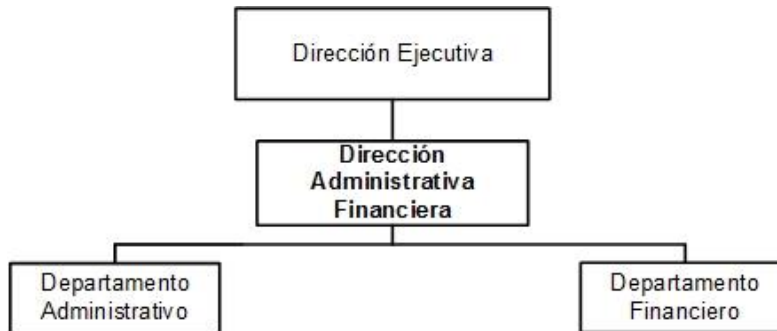 Dirección Ejecutiva
Dirección
Administrativa
Financiera
Departamento
Administrativo
Departamento
Financiero